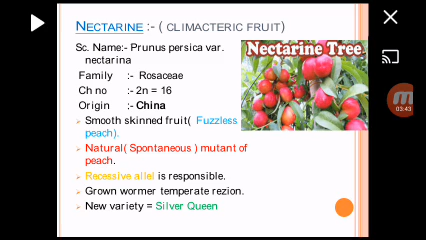 NECTARINE :- ( CLIMACTERIC FRUIT)
Sc. Name:- Prunus persica var.
nectarina
Family :- Rosaceae
Ch no :- 2n = 16
Origin :- China
Smooth skinned fruit( Fuzzless
peach).
Natural( Spontaneous ) mutant of
peach.
Recessive allel is responsible.
Grown wormer temperate rezion.
New variety = Silver Queen
Nectarine Tree
M
03:43